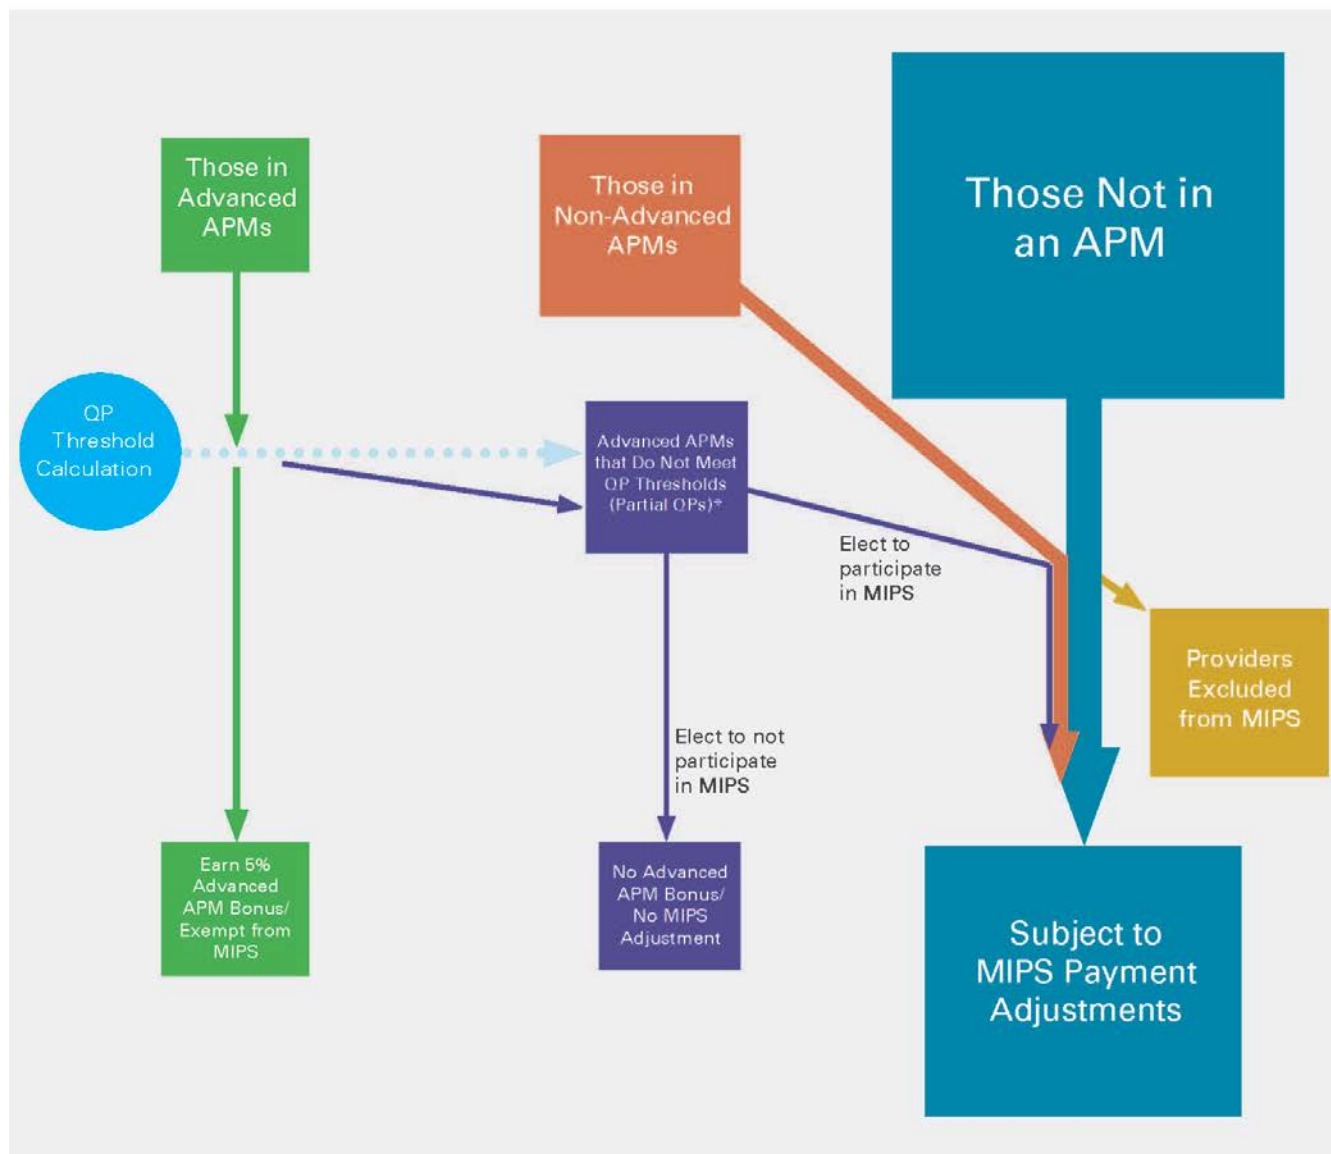 Those in
Advanced
APMs
Those in
Non-Advanced
APMs
Those Not in
an APM
QP
Threshold
Calculation
Advanced APMs
that Do Not Meet
QP Thresholds
(Partial QPs)*
Elect to
participate
in MIPS
Providers
Excluded
from MIPS
Elect to not
participate
in MIPS
Earn 5%
Advanced
APM Bonus/
Exempt from
MIPS
No Advanced
APM Bonus/
No MIPS
Adjustment
Subject to
MIPS Payment
Adjustments